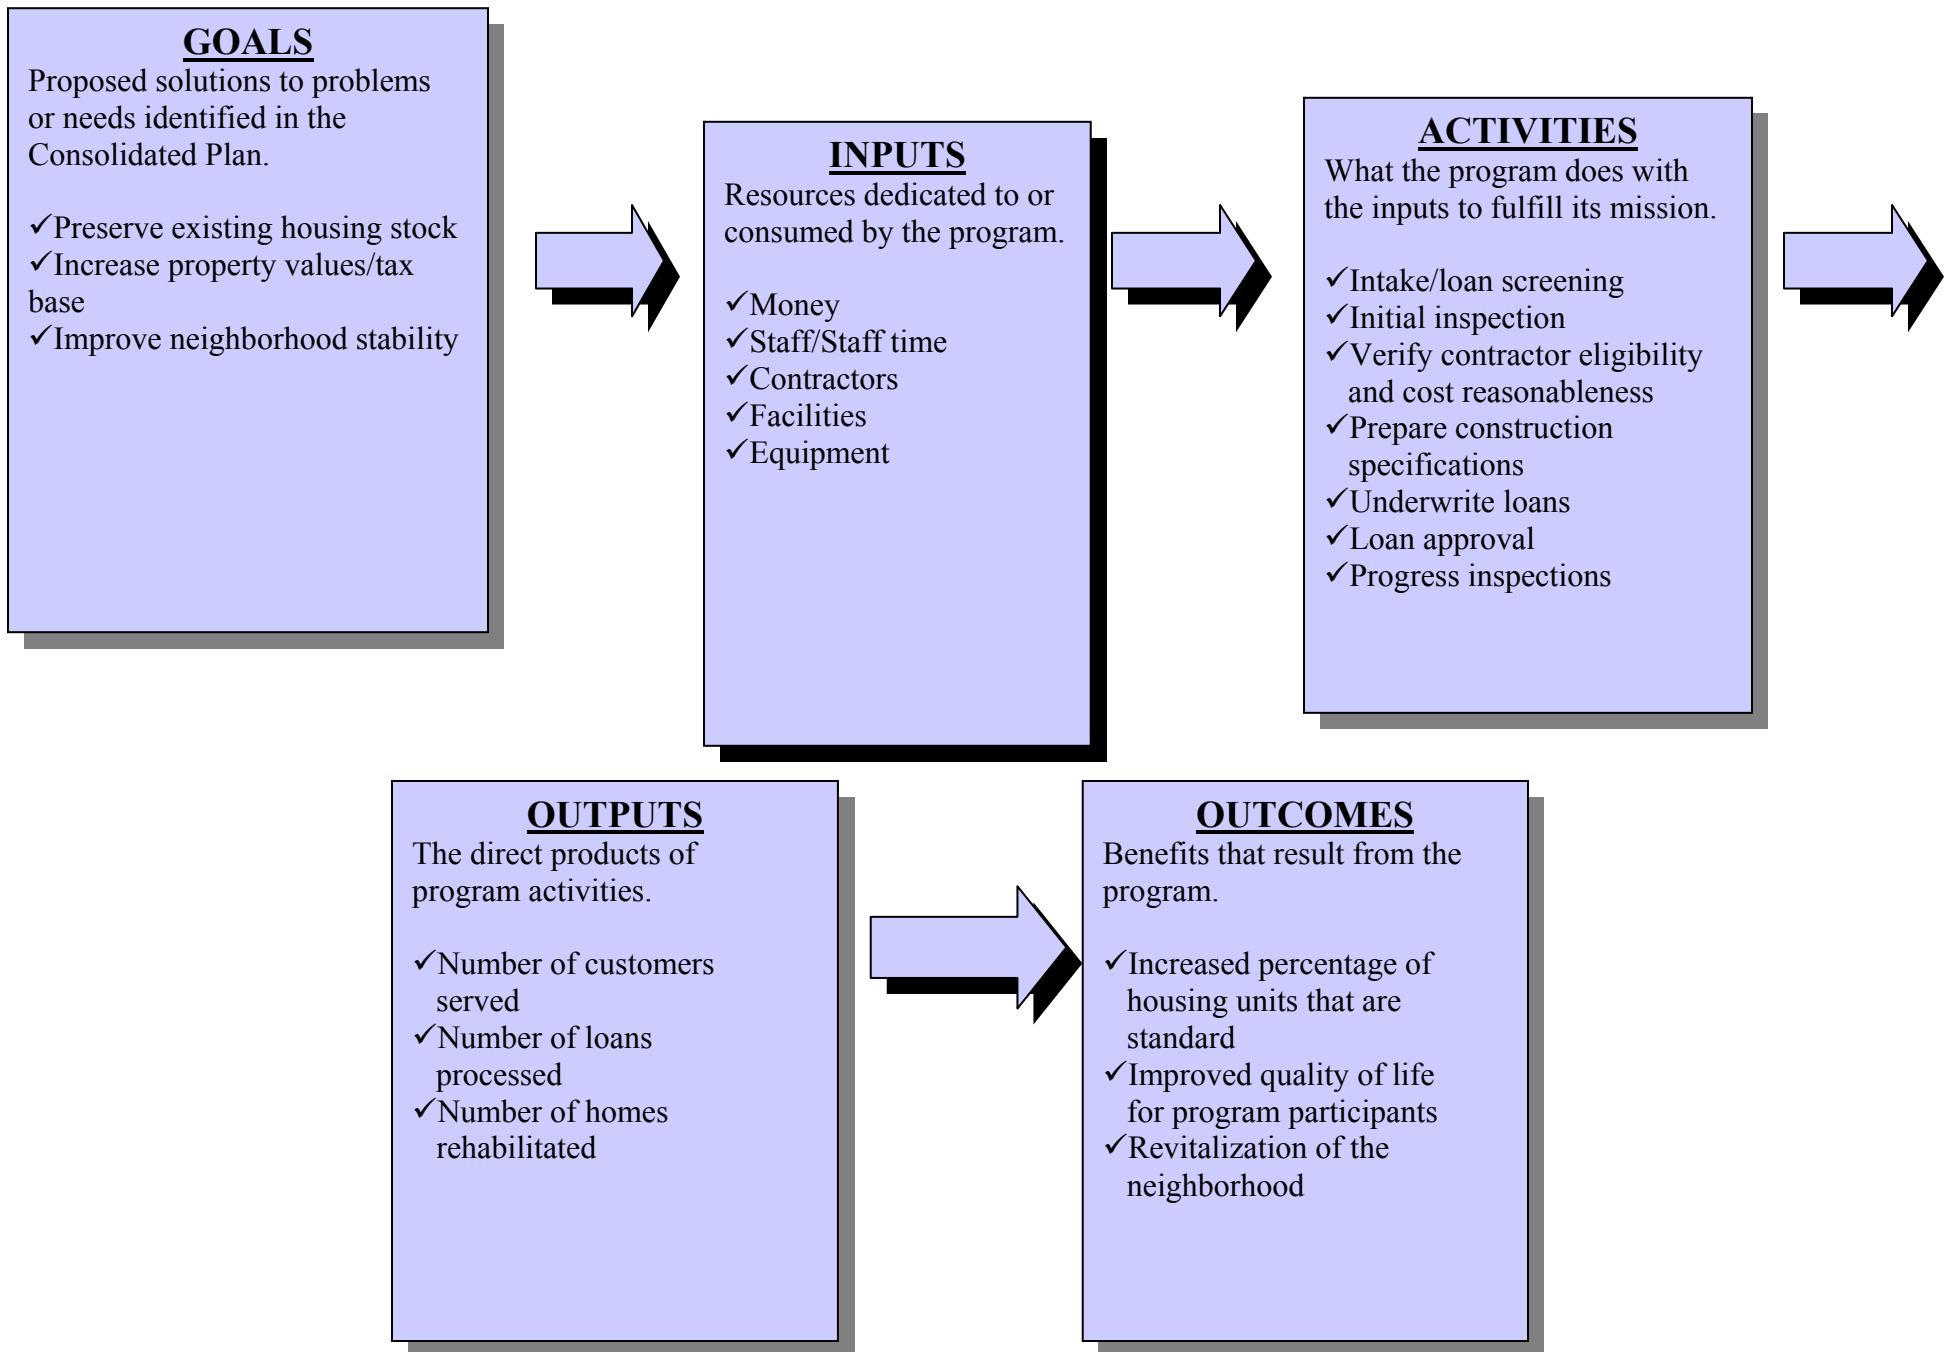 GOALS
Proposed solutions to problems
or needs identified in the
Consolidated Plan.
✓Preserve existing housing stock
✓Increase property values/tax
base
✓Improve neighborhood stability
INPUTS
Resources dedicated to or
consumed by the program.
✓Money
✓Staff/Staff time
✓Contractors
✓Facilities
✓Equipment
ACTIVITIES
What the program does with
the inputs to fulfill its mission.
✓Intake/loan screening
✓Initial inspection
✓Verify contractor eligibility
and cost reasonableness
✓Prepare construction
specifications
✓Underwrite loans
✓Loan approval
✓Progress inspections
OUTPUTS
The direct products of
program activities.
✓Number of customers
served
✓Number of loans
processed
✓Number of homes
rehabilitated
OUTCOMES
Benefits that result from the
program.
✓Increased percentage of
housing units that are
standard
✓Improved quality of life
for program participants
✓Revitalization of the
neighborhood